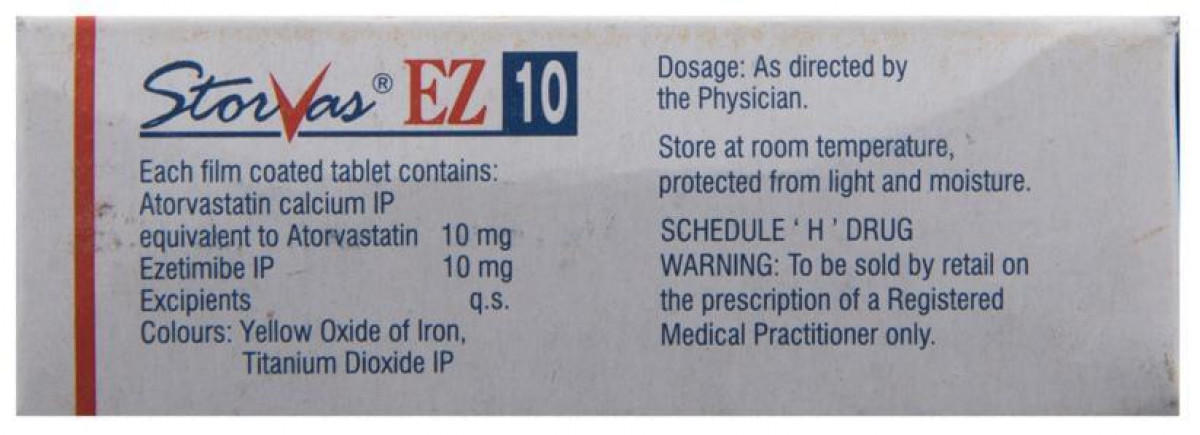 Storvas® EZ 10
Each film coated tablet contains:
Atorvastatin calcium IP
equivalent to Atorvastatin 10 mg
Ezetimibe IP 10 mg
Excipients q.s.
Colours: Yellow Oxide of Iron,
Titanium Dioxide IP
Dosage: As directed by
the Physician.
Store at room temperature,
protected from light and moisture.
SCHEDULE ' H ' DRUG
WARNING: To be sold by retail on
the prescription of a Registered
Medical Practitioner only.